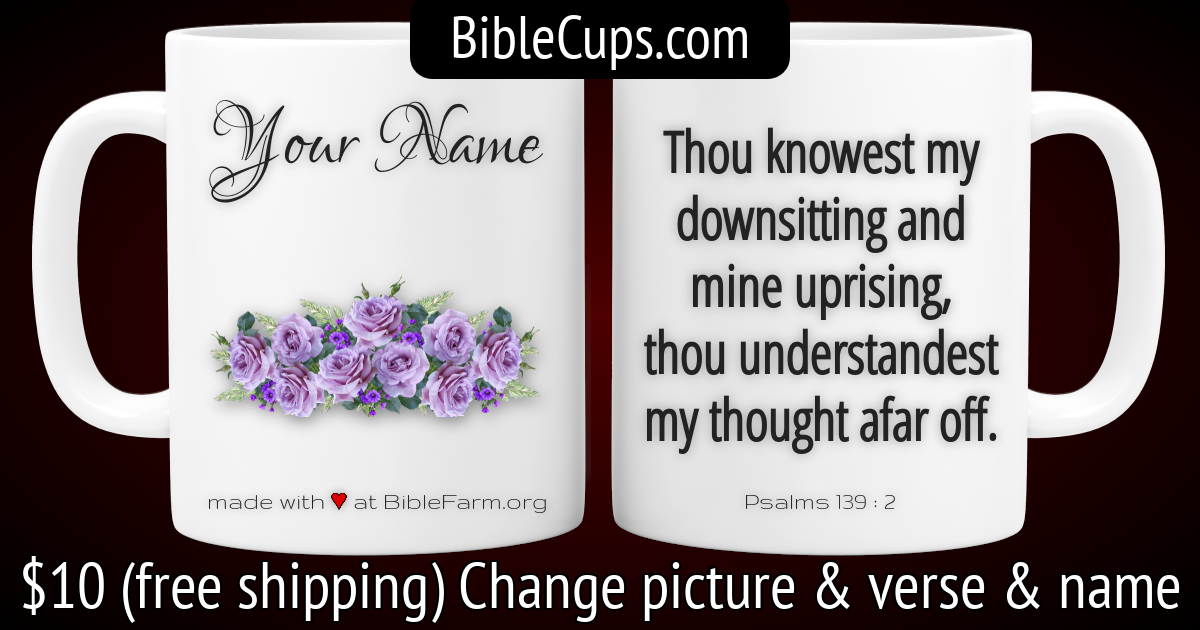 BibleCups.com
Your Name
made with ♥ at BibleFarm.org
Thou knowest my
downsitting and
mine uprising,
thou understandest
my thought afar off.
Psalms 139 : 2
$10 (free shipping) Change picture & verse & name